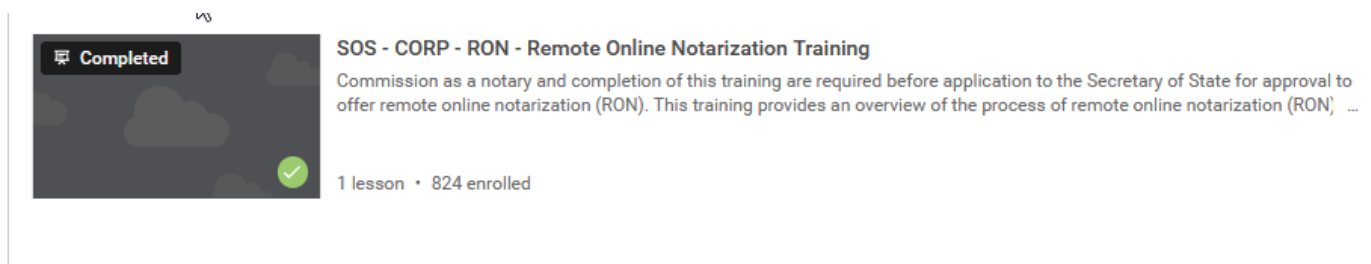 Completed
SOS - CORP - RON - Remote Online Notarization Training
Commission as a notary and completion of this training are required before application to the Secretary of State for approval to
offer remote online notarization (RON). This training provides an overview of the process of remote online notarization (RON) ...
1 lesson • 824 enrolled